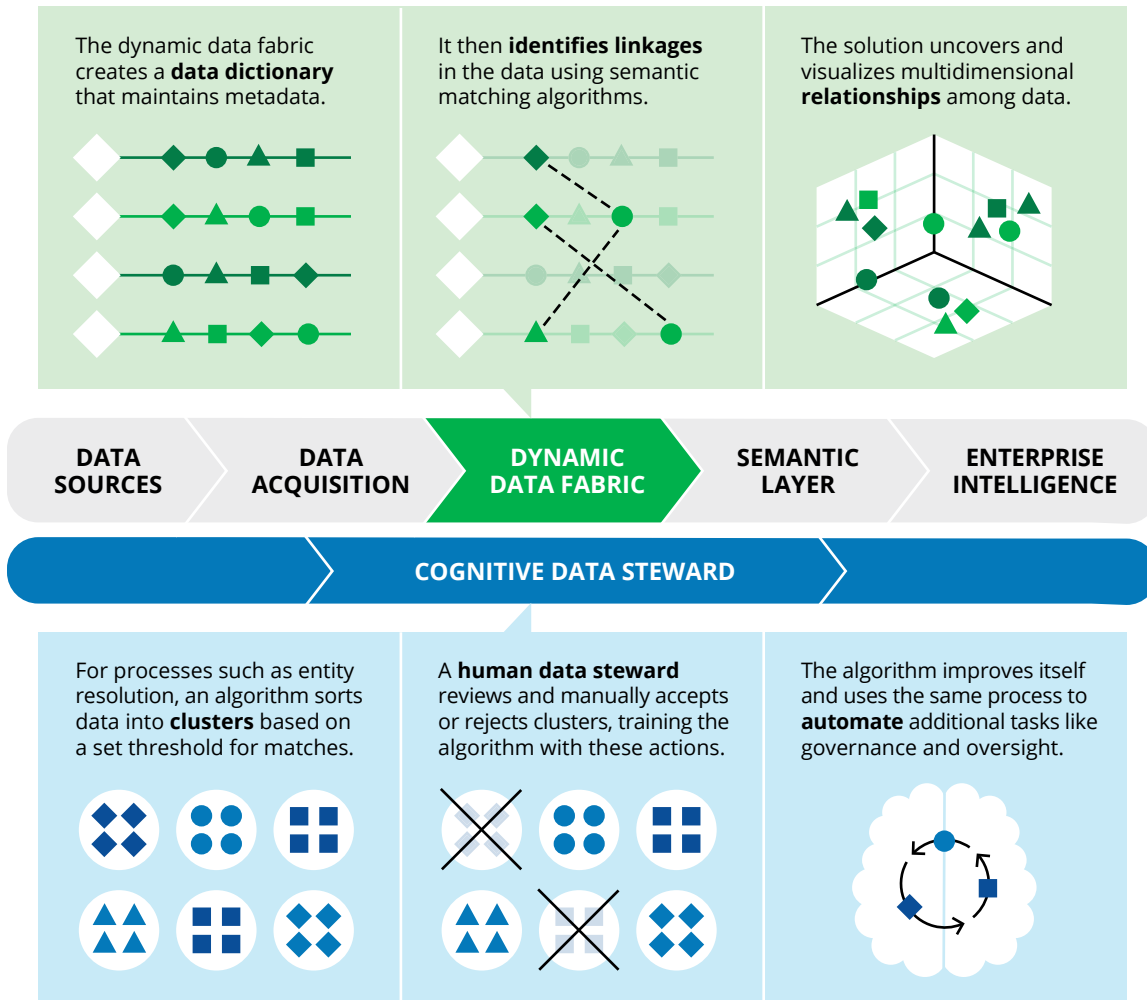 The dynamic data fabric
creates a data dictionary
that maintains metadata.
It then identifies linkages
in the data using semantic
matching algorithms.
The solution uncovers and
visualizes multidimensional
relationships among data.
DATA
SOURCES
DATA
ACQUISITION
DYNAMIC
DATA FABRIC
SEMANTIC
LAYER
ENTERPRISE
INTELLIGENCE
COGNITIVE DATA STEWARD
For processes such as entity
resolution, an algorithm sorts
data into clusters based on
a set threshold for matches.
A human data steward
reviews and manually accepts
or rejects clusters, training the
algorithm with these actions.
The algorithm improves itself
and uses the same process to
automate additional tasks like
governance and oversight.